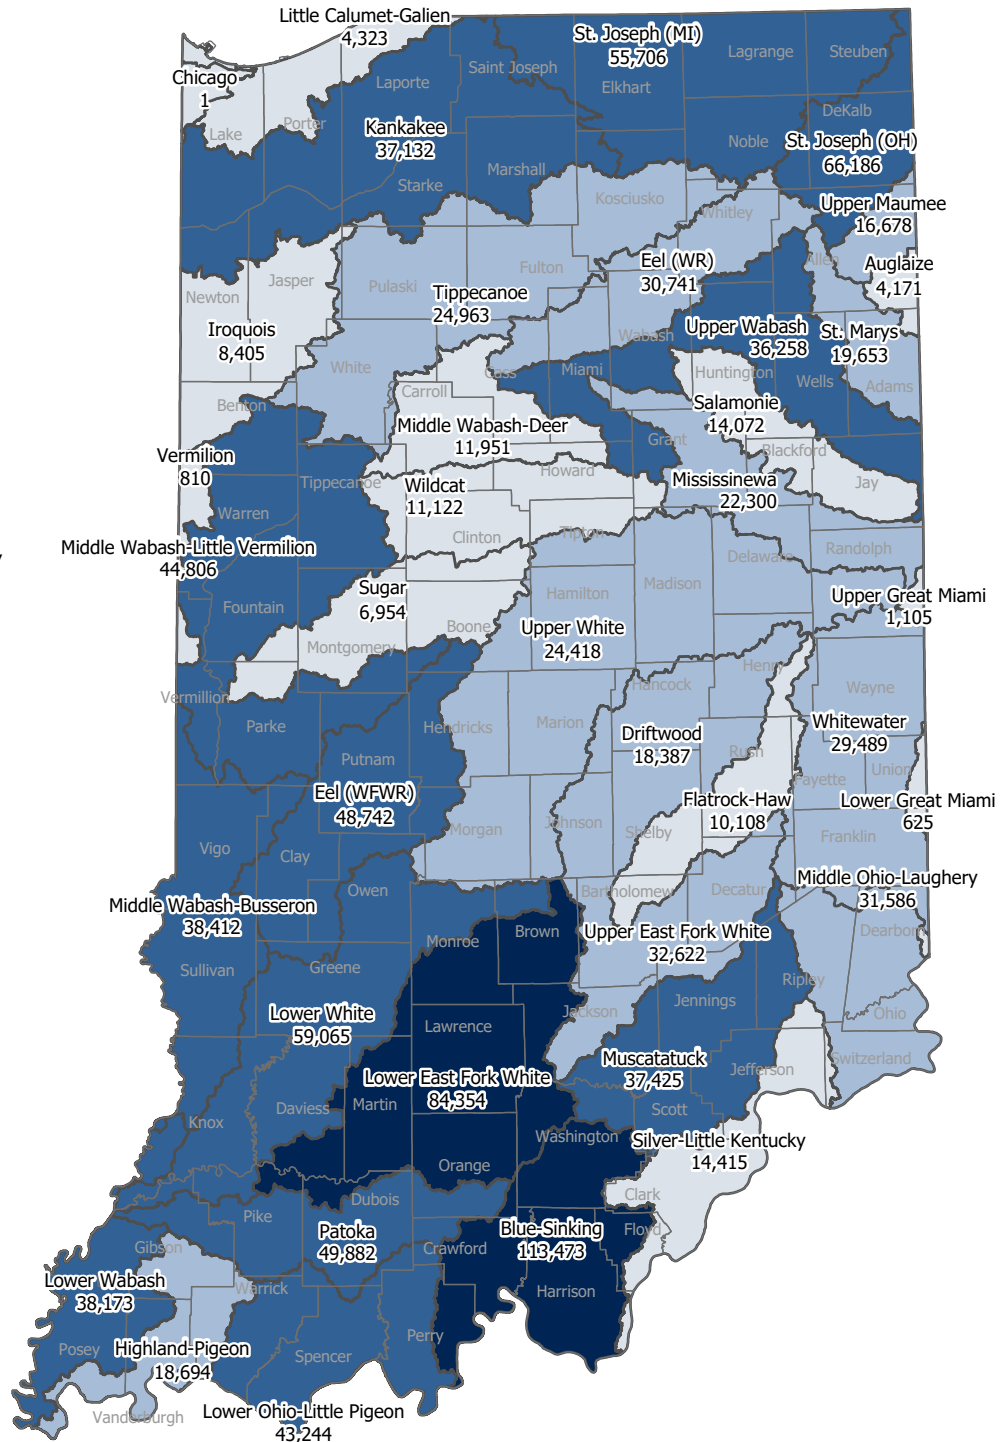 Little Calumet-Galien
4,323
St. Joseph (MI)
55,706
Lagrange
Steuben
Saint Joseph
Chicago
1
Laporte
Elkhart
DeKalb
Lake
Porter
Kankakee
37,132
Noble
St. Joseph (OH)
66,186
Marshall
Starke
Kosciusko
Whitley
Upper Maumee
16,678
Allen
Eel (WR)
30,741
Auglaize
4,171
Fulton
Jasper
Pulaski
Newton
Tippecanoe
24,963
Iroquois
8,405
Upper Wabash
36,258
St. Marys
19,653
Wabash
White
Cass
Miami
Huntington
Wells
Adams
Carroll
Benton
Salamonie
14,072
Middle Wabash-Deer
11,951
Grant
Blackford
Vermilion
810
Howard
Tippecanoe
Wildcat
11,122
Mississinewa
22,300
Jay
Warren
Clinton
Tipton
Middle Wabash-Little Vermilion
44,806
Delaware
Randolph
Sugar
6,954
Madison
Hamilton
Upper Great Miami
1,105
Fountain
Boone
Upper White
24,418
Montgomery
Henry
Hancock
Wayne
Vermillion
Parke
Hendricks
Marion
Driftwood
18,387
Whitewater
29,489
Rush
Putnam
Union
Fayette
Eel (WFWR)
48,742
Flatrock-Haw
10,108
Lower Great Miami
625
Morgan
Johnson
Shelby
Franklin
Vigo
Clay
Owen
Bartholomew
Decatur
Middle Ohio-Laughery
31,586
Middle Wabash-Busseron
38,412
Brown
Upper East Fork White
32,622
Dearborn
Monroe
Sullivan
Greene
Ripley
Lower White
59,065
Jackson
Jennings
Ohio
Lawrence
Muscatatuck
37,425
Switzerland
Jefferson
Lower East Fork White
84,354
Martin
Daviess
Scott
Knox
Washington
Silver-Little Kentucky
14,415
Orange
Clark
Dubois
Pike
Patoka
49,882
Blue-Sinking
113,473
Floyd
Gibson
Crawford
Lower Wabash
38,173
Warrick
Harrison
Perry
Posey
Highland-Pigeon
18,694
Spencer
Vanderburgh
Lower Ohio-Little Pigeon
43,244